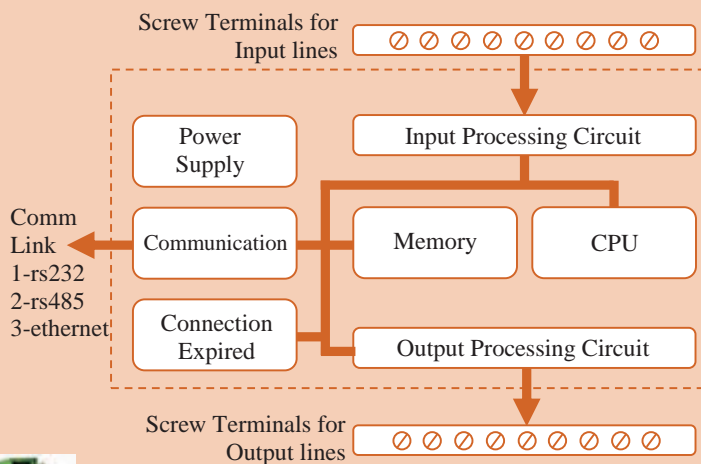 Screw Terminals for
Input lines
Power
Supply
Input Processing Circuit
Comm
Link
1-rs232
2-rs485
3-ethernet
Communication
Memory
CPU
Connection
Expired
Output Processing Circuit
Screw Terminals for
Output lines